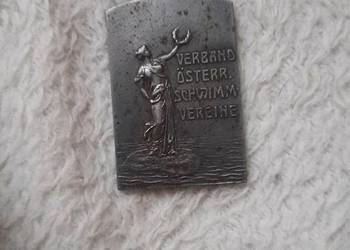 VERBAND
ÖSTERR.
SCHWIMM
VEREINE